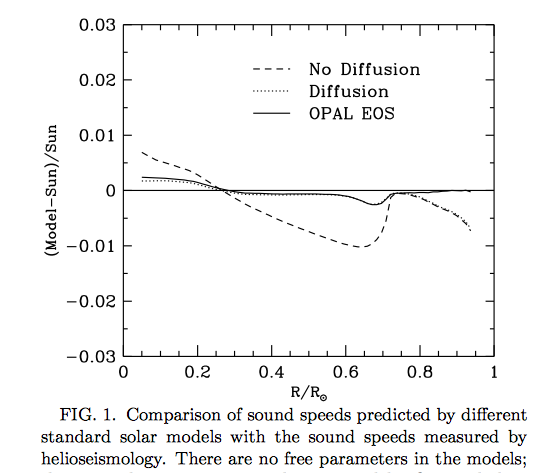 0.03
0.02
0.01
0
−0.01
−0.02
−0.03
(Model−Sun)/Sun
No Diffusion
Diffusion
OPAL EOS
0 0.2 0.4 0.6 0.8 1
R/R⊙
FIG. 1. Comparison of sound speeds predicted by different
standard solar models with the sound speeds measured by
helioseismology. There are no free parameters in the models;